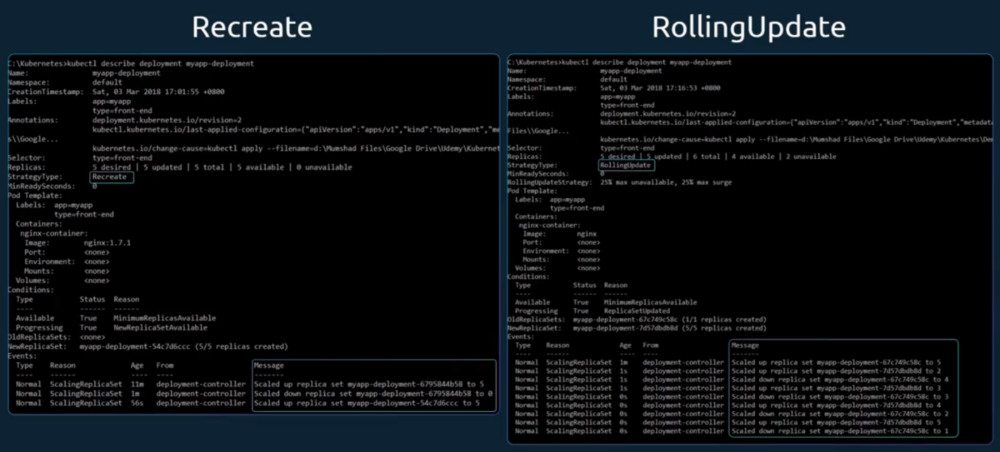 Recreate
C:\Kubernetes>kubectl describe deployment myapp-deployment
Name: myapp-deployment
Namespace: default
CreationTimestamp: Sat, 03 Mar 2018 17:01:55 +0800
Labels: app=myapp
type=front-end
Annotations: deployment.kubernetes.io/revision=2
kubectl.kubernetes.io/last-applied-configuration={"apiVersion":"apps/v1","kind":"Deployment","me
s\\Google...
kubernetes.io/change-cause=kubectl apply --filename=d:\Mumshad Files\Google Drive\Udemy\Kubernet
Selector: type=front-end
Replicas: 5 desired | 5 updated | 5 total | 5 available | 0 unavailable
StrategyType: Recreate
MinReadySeconds: 0
Pod Template:
Labels: app=myapp
type=front-end
Containers:
nginx-container:
Image: nginx:1.7.1
Port: <none>
Environment: <none>
Mounts: <none>
Volumes: <none>
Conditions:
Type Status Reason
---- ------ ------
Available True MinimumReplicasAvailable
Progressing True NewReplicaSetAvailable
OldReplicaSets: <none>
NewReplicaSet: myapp-deployment-54c7d6ccc (5/5 replicas created)
Events:
Type Reason Age From Message
---- ------ ---- ---- -------
Normal ScalingReplicaSet 11m deployment-controller Scaled up replica set myapp-deployment-6795844b58 to 5
Normal ScalingReplicaSet 1m deployment-controller Scaled down replica set myapp-deployment-6795844b58 to 0
Normal ScalingReplicaSet 56s deployment-controller Scaled up replica set myapp-deployment-54c7d6ccc to 5
RollingUpdate
C:\Kubernetes>kubectl describe deployment myapp-deployment
Name: myapp-deployment
Namespace: default
CreationTimestamp: Sat, 03 Mar 2018 17:16:53 +0800
Labels: app=myapp
type=front-end
Annotations: deployment.kubernetes.io/revision=2
kubectl.kubernetes.io/last-applied-configuration={"apiVersion":"apps/v1","kind":"Deployment","metadata
Files\\Google...
kubernetes.io/change-cause=kubectl apply --filename=d:\Mumshad Files\Google Drive\Udemy\Kubernetes\Dem
Selector: type=front-end
Replicas: 5 desired | 5 updated | 6 total | 4 available | 2 unavailable
StrategyType: RollingUpdate
MinReadySeconds: 0
RollingUpdateStrategy: 25% max unavailable, 25% max surge
Pod Template:
Labels: app=myapp
type=front-end
Containers:
nginx-container:
Image: nginx
Port: <none>
Environment: <none>
Mounts: <none>
Volumes: <none>
Conditions:
Type Status Reason
---- ------ ------
Available True MinimumReplicasAvailable
Progressing True ReplicaSetUpdated
OldReplicaSets: myapp-deployment-67c749c58c (1/1 replicas created)
NewReplicaSet: myapp-deployment-7d57dbdb8d (5/5 replicas created)
Events:
Type Reason Age From Message
---- ------ ---- ---- -------
Normal ScalingReplicaSet 1m deployment-controller Scaled up replica set myapp-deployment-67c749c58c to 5
Normal ScalingReplicaSet 1s deployment-controller Scaled up replica set myapp-deployment-7d57dbdb8d to 2
Normal ScalingReplicaSet 1s deployment-controller Scaled down replica set myapp-deployment-67c749c58c to 4
Normal ScalingReplicaSet 1s deployment-controller Scaled up replica set myapp-deployment-7d57dbdb8d to 3
Normal ScalingReplicaSet 0s deployment-controller Scaled down replica set myapp-deployment-67c749c58c to 3
Normal ScalingReplicaSet 0s deployment-controller Scaled up replica set myapp-deployment-7d57dbdb8d to 4
Normal ScalingReplicaSet 0s deployment-controller Scaled down replica set myapp-deployment-67c749c58c to 2
Normal ScalingReplicaSet 0s deployment-controller Scaled up replica set myapp-deployment-7d57dbdb8d to 5
Normal ScalingReplicaSet 0s deployment-controller Scaled down replica set myapp-deployment-67c749c58c to 1